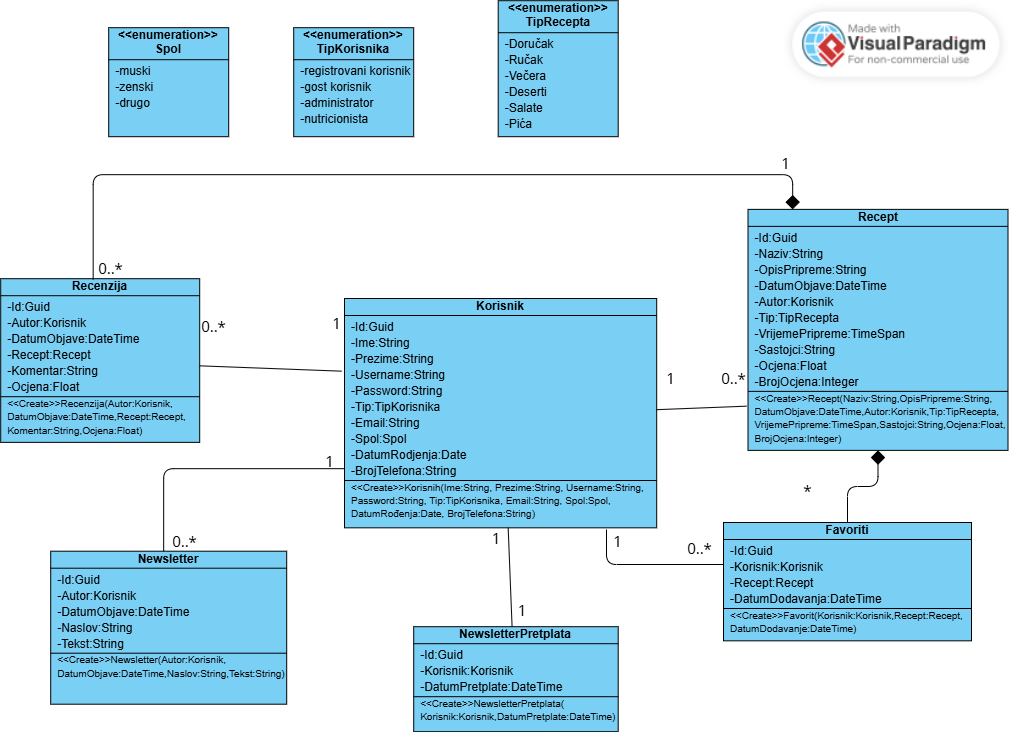 <<enumeration>>
Spol
-muski
-zenski
-drugo
<<enumeration>>
TipKorisnika
-registrovani korisnik
-gost korisnik
-administrator
-nutricionista
<<enumeration>>
TipRecepta
-Doručak
-Ručak
-Večera
-Deserti
-Salate
-Pića
Made with
Visual Paradigm
For non-commercial use
1
0..*
Recenzija
-Id:Guid
-Autor:Korisnik
-DatumObjave:DateTime
-Recept:Recept
-Komentar:String
-Ocjena:Float
<<Create>>Recenzija(Autor:Korisnik,
DatumObjave:DateTime,Recept:Recept,
Komentar:String,Ocjena:Float)
0..*
1
Korisnik
-Id:Guid
-Ime:String
-Prezime:String
-Username:String
-Password:String
-Tip:TipKorisnika
-Email:String
-Spol:Spol
-DatumRodjenja:Date
-BrojTelefona:String
<<Create>>Korisnih(Ime:String, Prezime:String, Username:String,
Password:String, Tip:TipKorisnika, Email:String, Spol:Spol,
DatumRođenja:Date, BrojTelefona:String)
1
0..*
Recept
-Id:Guid
-Naziv:String
-OpisPripreme:String
-DatumObjave:DateTime
-Autor:Korisnik
-Tip:TipRecepta
-VrijemePripreme:TimeSpan
-Sastojci:String
-Ocjena:Float
-BrojOcjena:Integer
<<Create>>Recept(Naziv:String,OpisPripreme:String,
DatumObjave:DateTime,Autor:Korisnik,Tip:TipRecepta,
VrijemePripreme:TimeSpan,Sastojci:String,Ocjena:Float,
BrojOcjena:Integer)
1
0..*
Newsletter
-Id:Guid
-Autor:Korisnik
-DatumObjave:DateTime
-Naslov:String
-Tekst:String
<<Create>>Newsletter(Autor:Korisnik,
DatumObjave:DateTime,Naslov:String,Tekst:String)
1
1
NewsletterPretplata
-Id:Guid
-Korisnik:Korisnik
-DatumPretplate:DateTime
<<Create>>NewsletterPretplata(
Korisnik:Korisnik,DatumPretplate:DateTime)
1
0..*
*
Favoriti
-Id:Guid
-Korisnik:Korisnik
-Recept:Recept
-DatumDodavanja:DateTime
<<Create>>Favorit(Korisnik:Korisnik,Recept:Recept,
DatumDodavanje:DateTime)